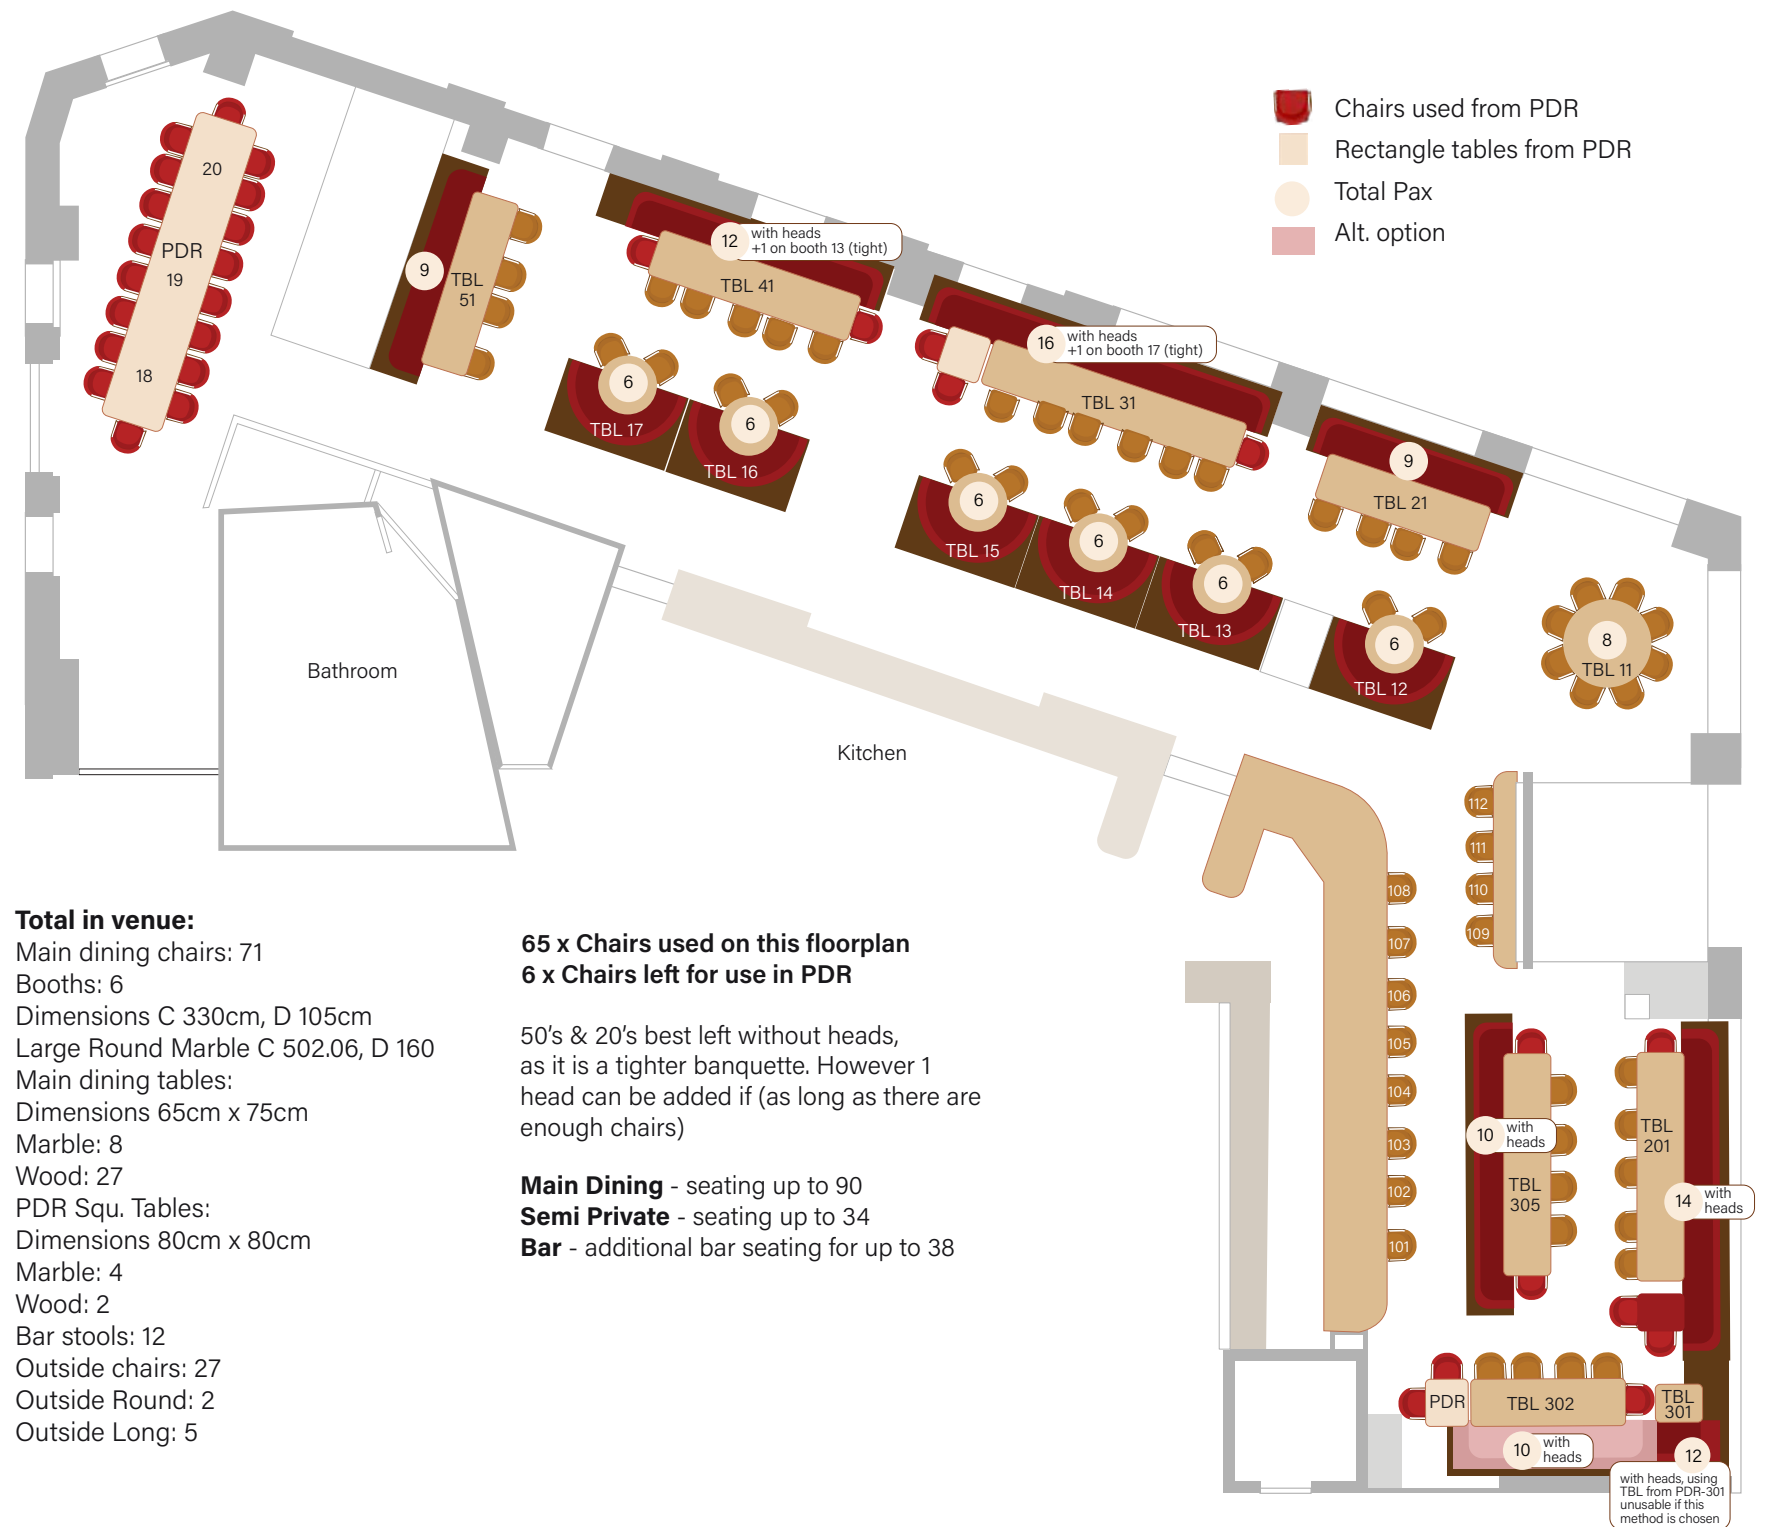 Chairs used from PDR
Rectangle tables from PDR
Total Pax
Alt. option
20
PDR
19
18
9
TBL
51
12
with heads
+1 on booth 13 (tight)
TBL 41
16
with heads
+1 on booth 17 (tight)
TBL 31
9
TBL 21
6
TBL 17
6
TBL 16
6
TBL 15
6
TBL 14
6
TBL 13
6
TBL 12
8
TBL 11
Bathroom
Kitchen
112
111
110
109
108
107
106
105
104
103
102
101
10
with
heads
TBL
305
TBL
201
14
with
heads
PDR
TBL 302
TBL
301
10
with
heads
12
with heads, using
TBL from PDR-301
unusable if this
method is chosen
Total in venue:
Main dining chairs: 71
Booths: 6
Dimensions C 330cm, D 105cm
Large Round Marble C 502.06, D 160
Main dining tables:
Dimensions 65cm x 75cm
Marble: 8
Wood: 27
PDR Squ. Tables:
Dimensions 80cm x 80cm
Marble: 4
Wood: 2
Bar stools: 12
Outside chairs: 27
Outside Round: 2
Outside Long: 5
65 x Chairs used on this floorplan
6 x Chairs left for use in PDR
50's & 20's best left without heads,
as it is a tighter banquette. However 1
head can be added if (as long as there are
enough chairs)
Main Dining - seating up to 90
Semi Private - seating up to 34
Bar - additional bar seating for up to 38